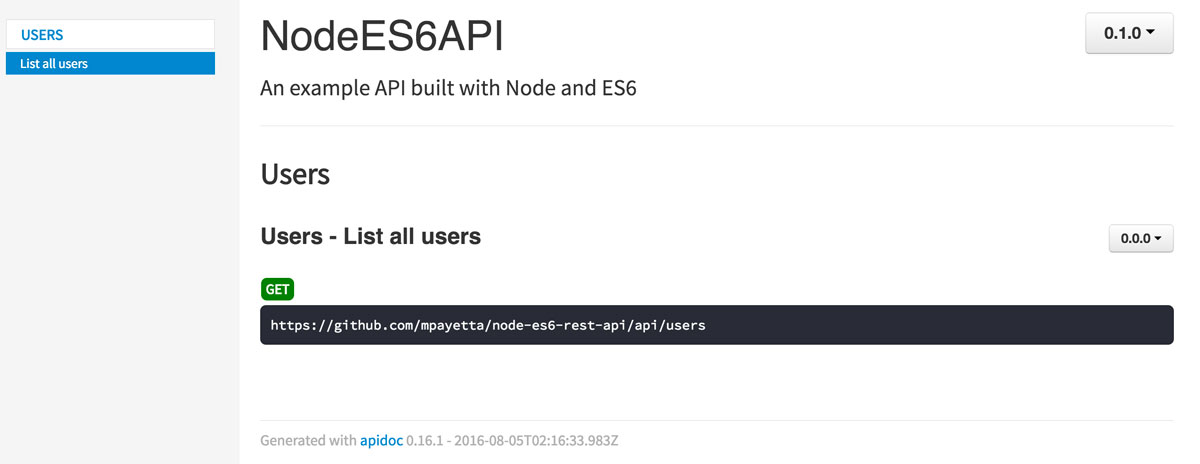 USERS
List all users
NodeES6API
0.1.0
An example API built with Node and ES6
Users
Users - List all users
0.0.0
GET
https://github.com/mpayetta/node-es6-rest-api/api/users
Generated with apidoc 0.16.1 - 2016-08-05T02:16:33.983Z